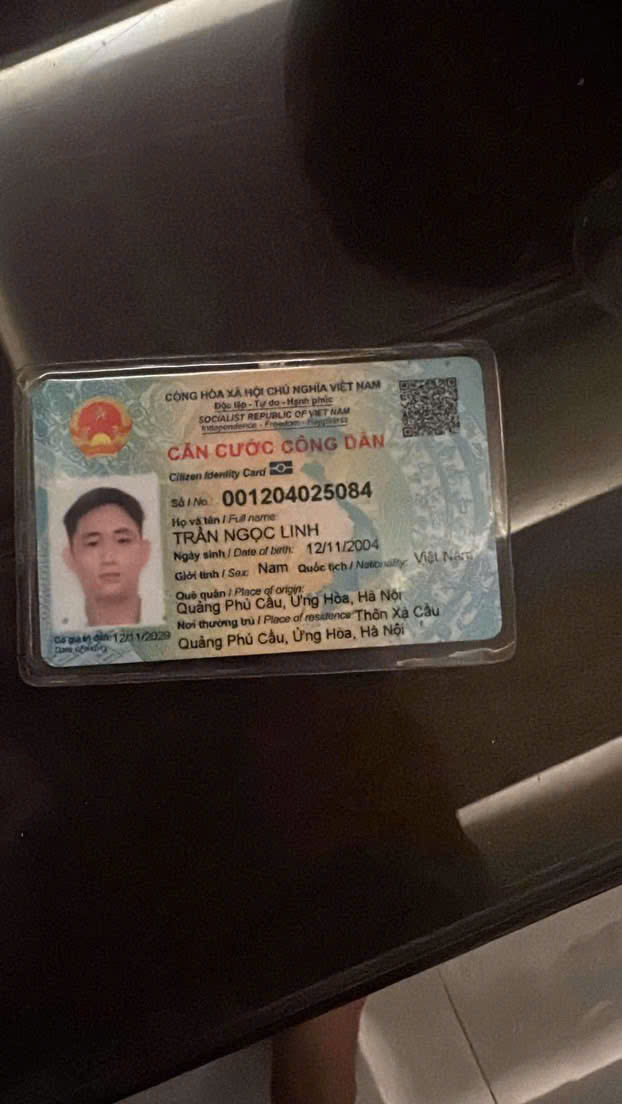 CỘNG HÒA XÃ HỘI CHỦ NGHĨA VIỆT NAM
Độc lập - Tự do - Hạnh phúc
SOCIALIST REPUBLIC OF VIET NAM
Independence - Freedom - Happiness
CĂN CƯỚC CÔNG DÂN
Citizen Identity Card
Số / No.: 001204025084
Họ và tên / Full name:
TRẦN NGỌC LINH
Ngày sinh / Date of birth: 12/11/2004
Giới tính / Sex: Nam Quốc tịch / Nationality: Việt Nam
Quê quán / Place of origin:
Quảng Phú Cầu, Ứng Hòa, Hà Nội
Nơi thường trú / Place of residence: Thôn Xà Cầu
Quảng Phú Cầu, Ứng Hòa, Hà Nội
Có giá trị đến: 12/11/2029
Date of expiry